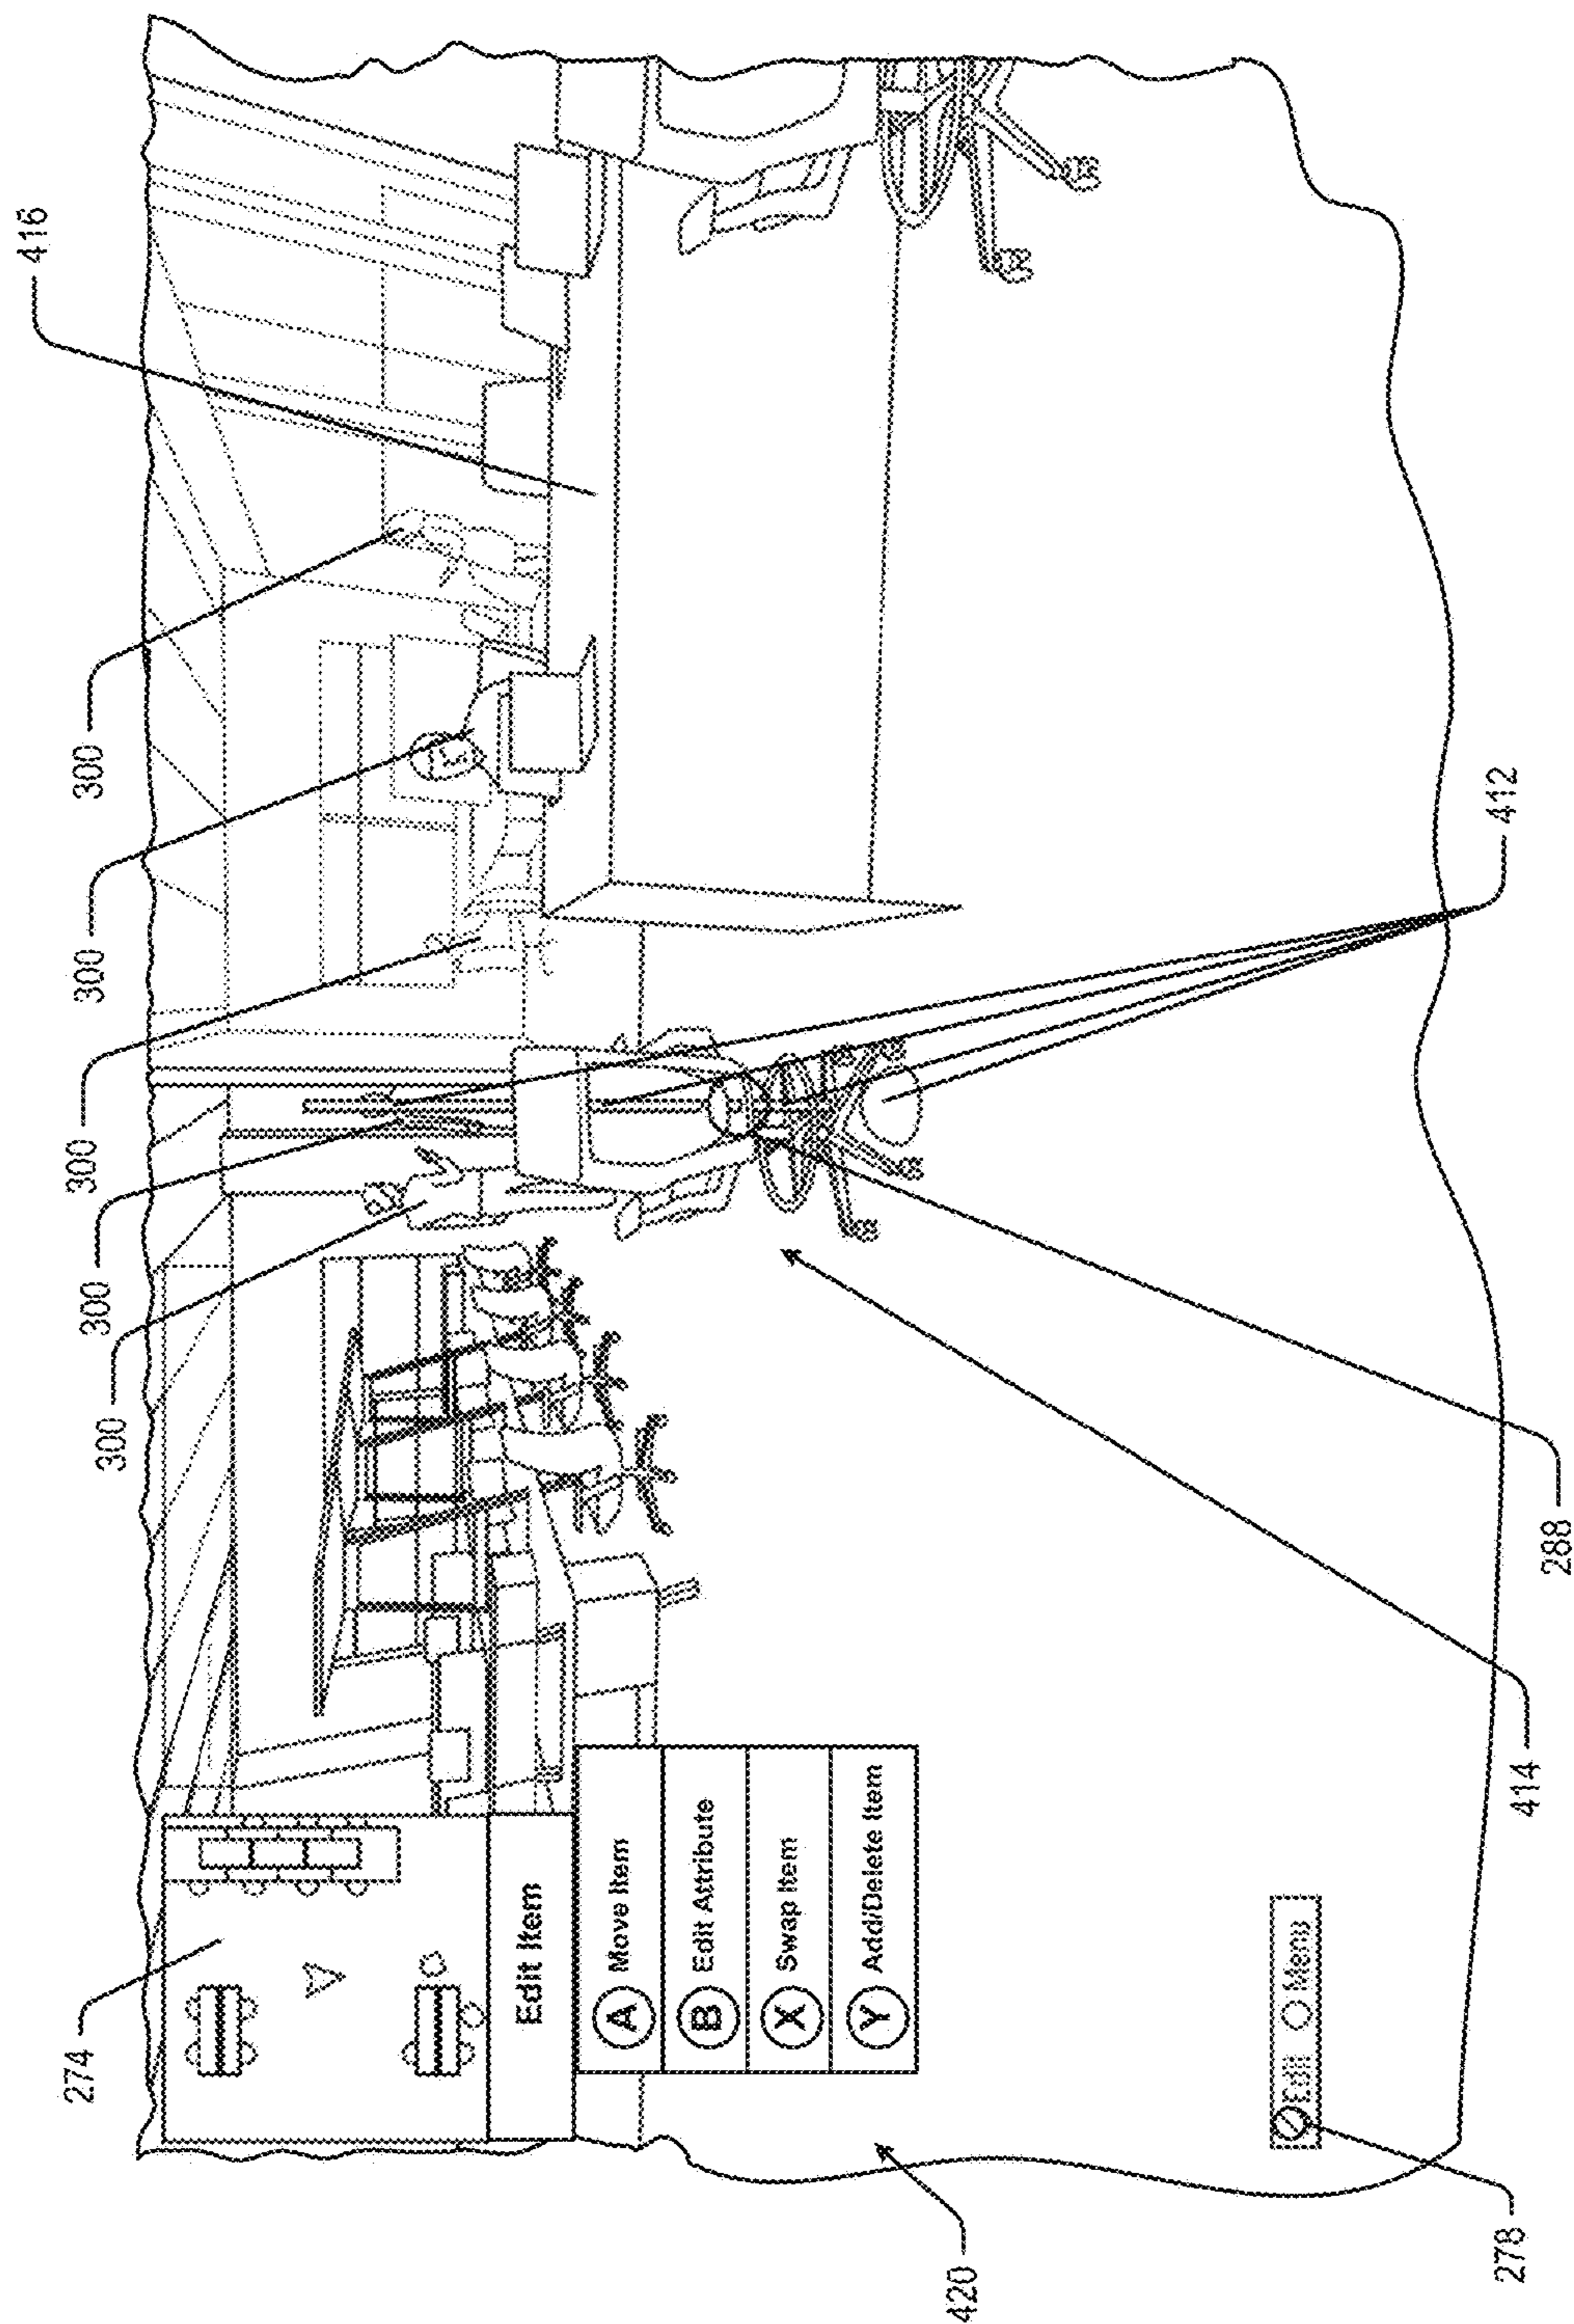 274
300
300
300
300
300
416
Edit Item
A Move Item
B Edit Attribute
X Swap Item
Y Add/Delete Item
420
Edit Menu
412
278
414
288